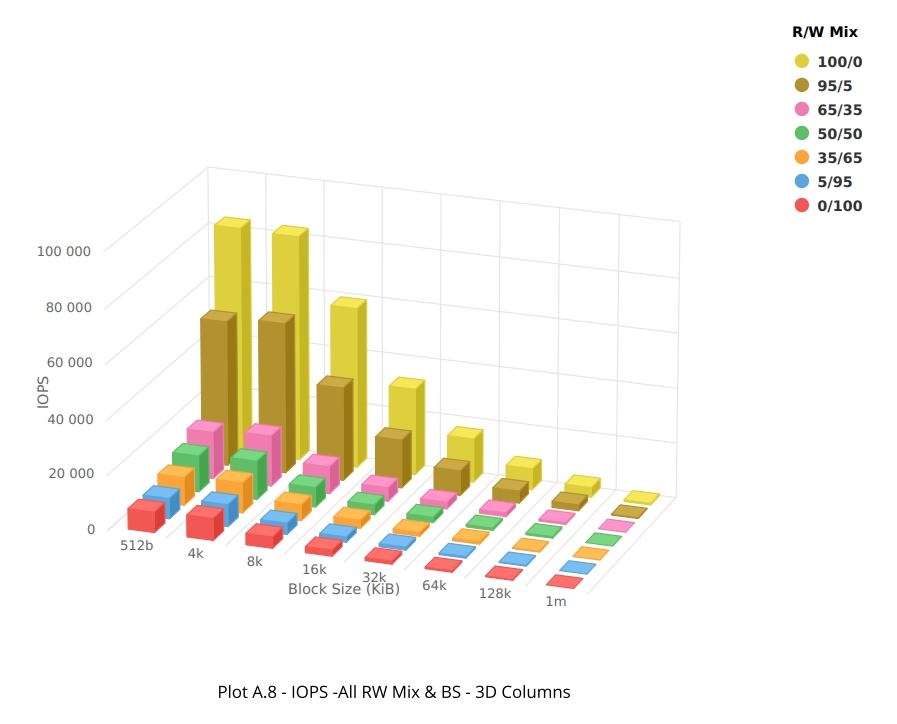 R/W Mix
100/0
95/5
65/35
50/50
35/65
5/95
0/100
100 000
80 000
60 000
40 000
20 000
0
IOPS
512b
4k
8k
16k
32k
64k
128k
1m
Block Size (KiB)
Plot A.8 - IOPS -All RW Mix & BS - 3D Columns